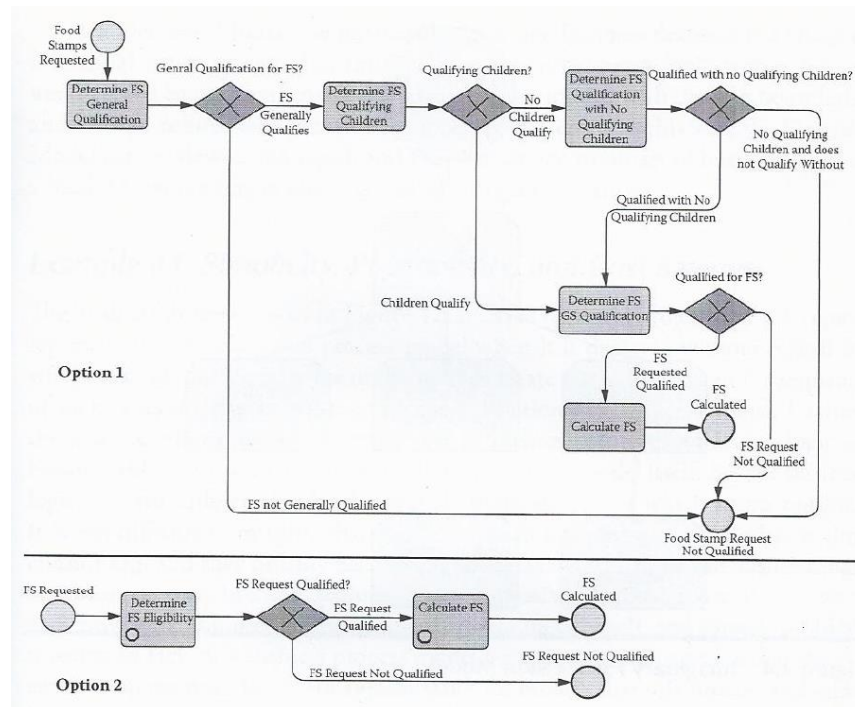 Food
Stamps
Requested
Genral Qualification for FS?
Qualifying Children?
Qualified with no Qualifying Children?
Determine FS
General
Qualification
FS
Generally
Qualifies
Determine FS
Qualifying
Children
No
Children
Qualify
Determine FS
Qualification
with No
Qualifying
Children
No Qualifying
Children and does
not Qualify Without
Qualified with No
Qualifying Children
Children Qualify
Determine FS
GS Qualification
Qualified for FS?
Option 1
FS
Requested
Qualified
Calculate FS
FS
Calculated
FS Request
Not Qualified
FS not Generally Qualified
Food Stamp Request
Not Qualified
FS Requested
Determine
FS Eligibility
FS Request Qualified?
FS Request
Qualified
Calculate FS
FS
Calculated
FS Request Not Qualified
FS Request Not Qualified
Option 2